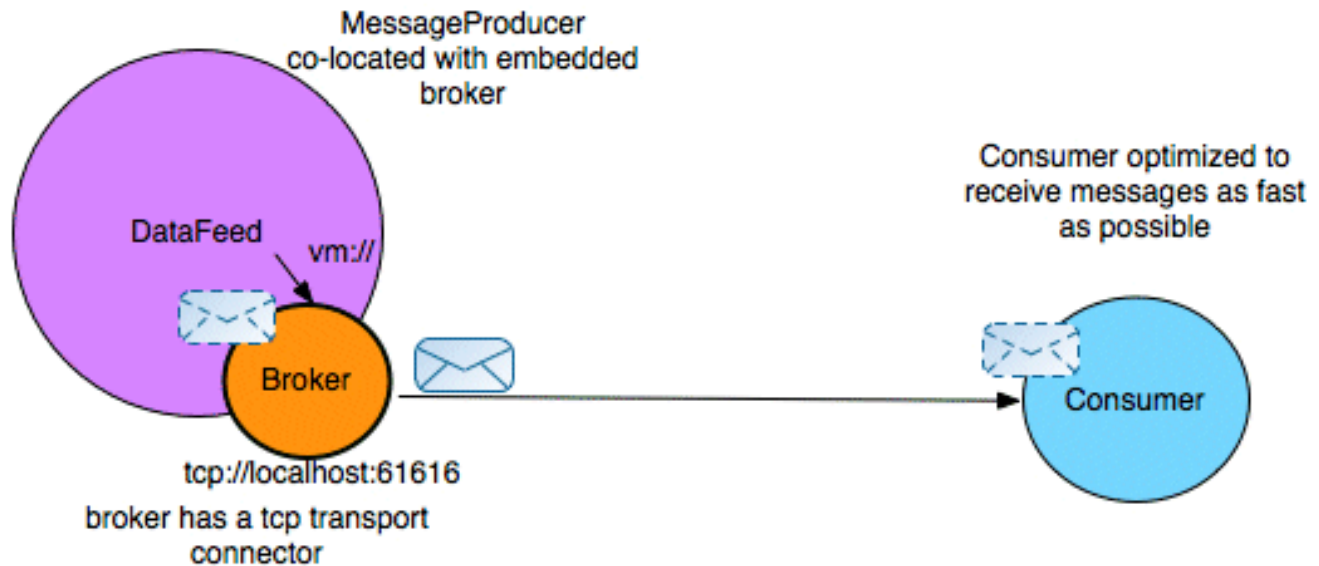 MessageProducer
co-located with embedded
broker
Consumer optimized to
receive messages as fast
as possible
DataFeed
vm://
Broker
Consumer
tcp://localhost:61616
broker has a tcp transport
connector